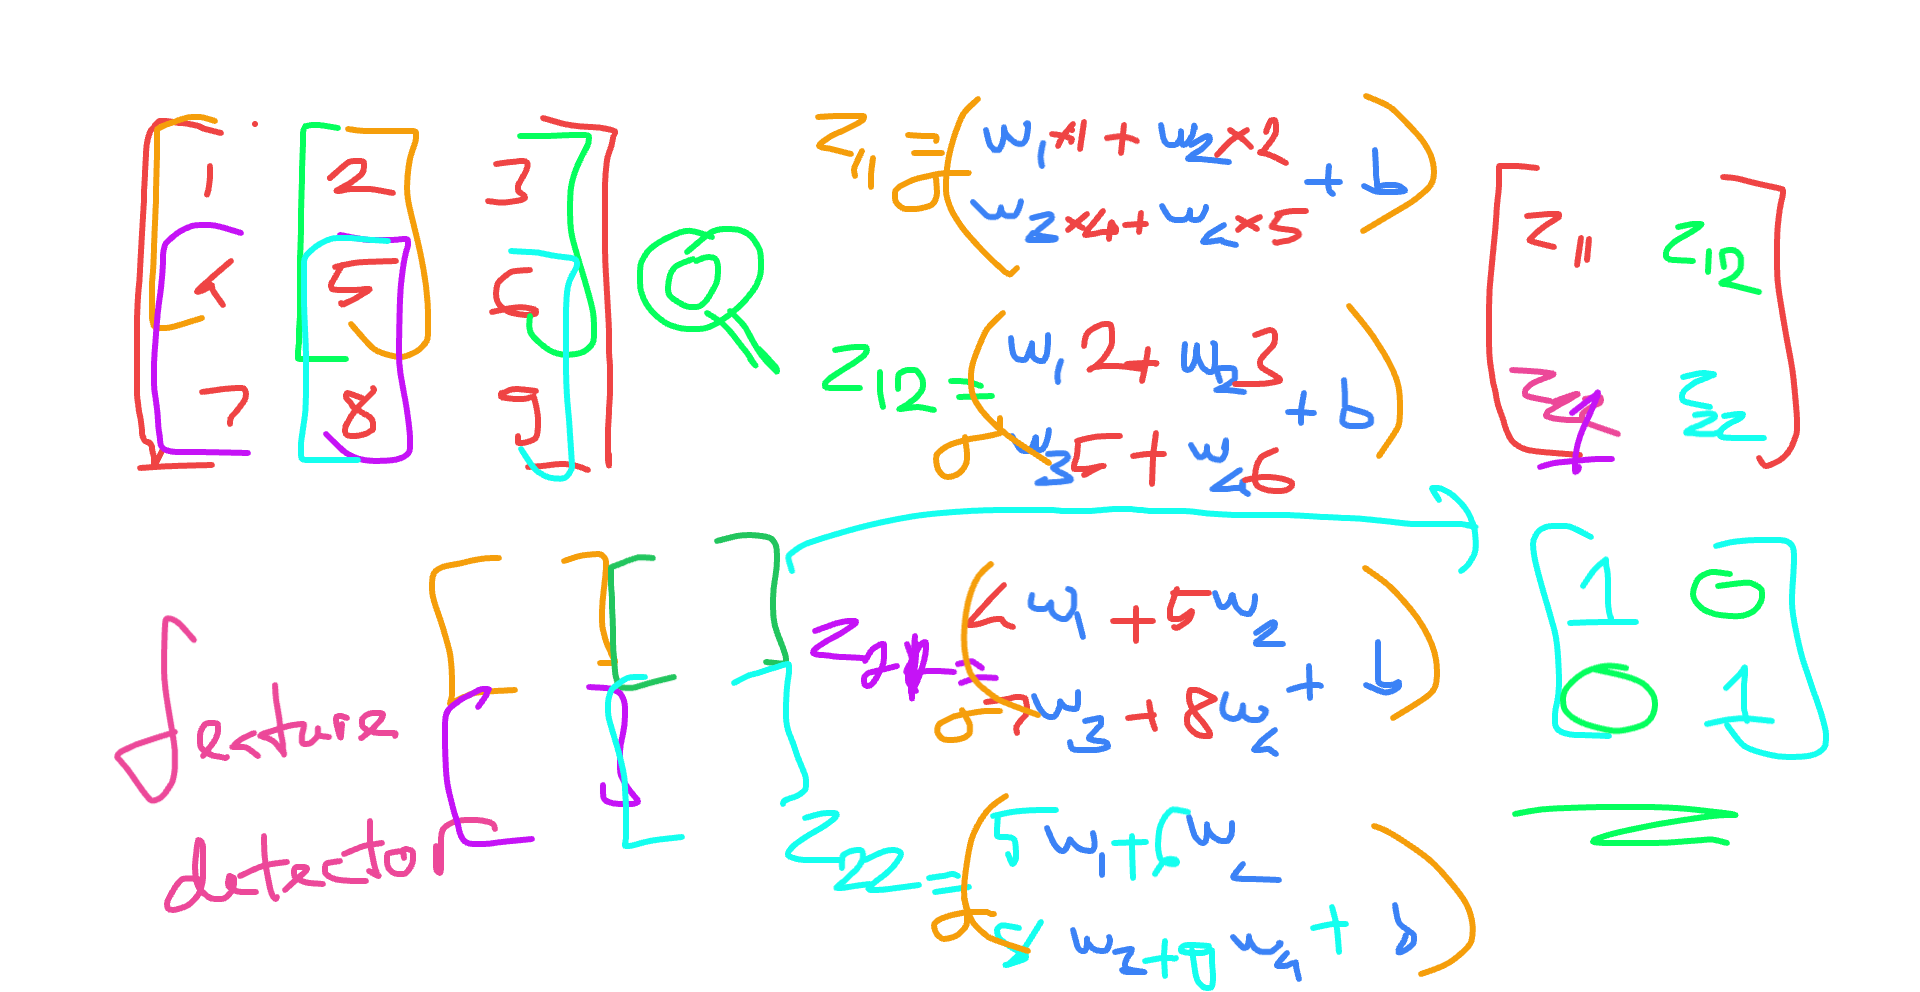 1 2 3
4 5 6
7 8 9
Z11 = g(w1×1 + w2×2
w3×4 + w4×5 + b)
Z12 = g(w1 2 + w2 3
w3 5 + w4 6 + b)
Z21 = g(4w1 + 5w2
7w3 + 8w4 + b)
Z22 = g(5w1 + 6w2
8w3 + 9w4 + b)
Z11 Z12
Z21 Z22
1 0
0 1
feature
detector